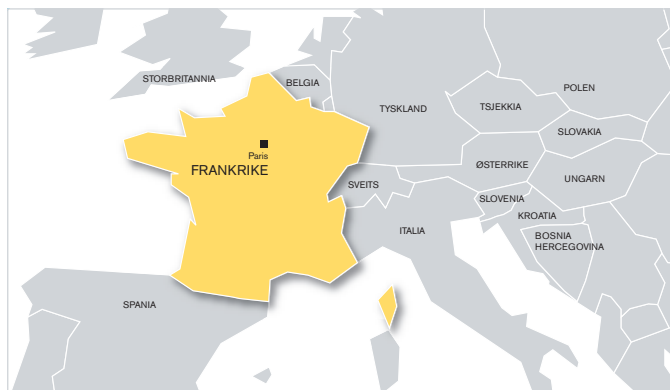 STORBRITANNIA
BELGIA
POLEN
TYSKLAND
TSJEKKIA
SLOVAKIA
Paris
FRANKRIKE
ØSTERRIKE
SVEITS
UNGARN
SLOVENIA
KROATIA
ITALIA
BOSNIA
HERCEGOVINA
SPANIA